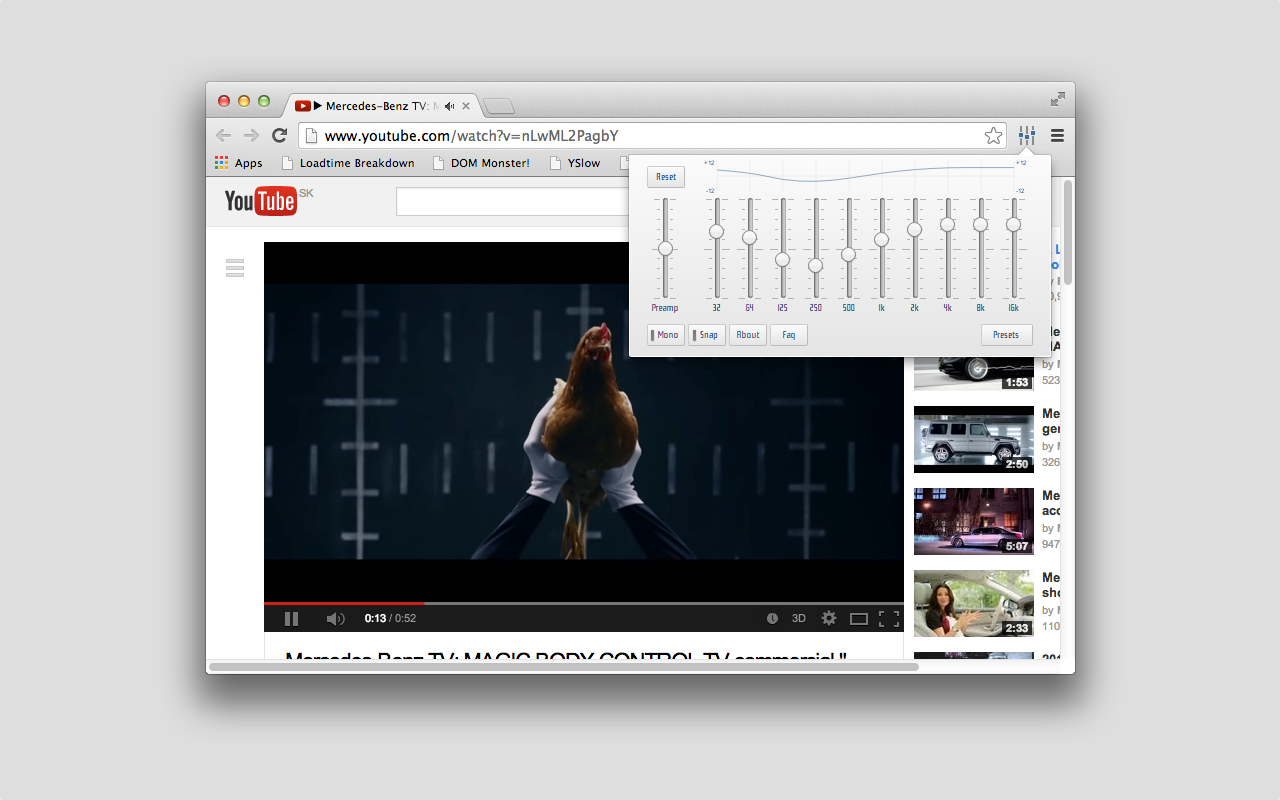 Mercedes-Benz TV: M
www.youtube.com/watch?v=nLwML2PagbY
Apps Loadtime Breakdown DOM Monster! YSlow
Reset
+12 +12
-12 -12
YouTube SK
Preamp 32 64 125 250 500 1k 2k 4k 8k 16k
Mono Snap About Faq Presets
1:53
by M
523
2:50
Me
ger
by M
326
5:07
Me
acc
by M
947
2:33
Me
sho
by M
110
0:13 / 0:52 3D
Mercedes-Benz TV: MAGIC BODY CONTROL TV commercial "
201